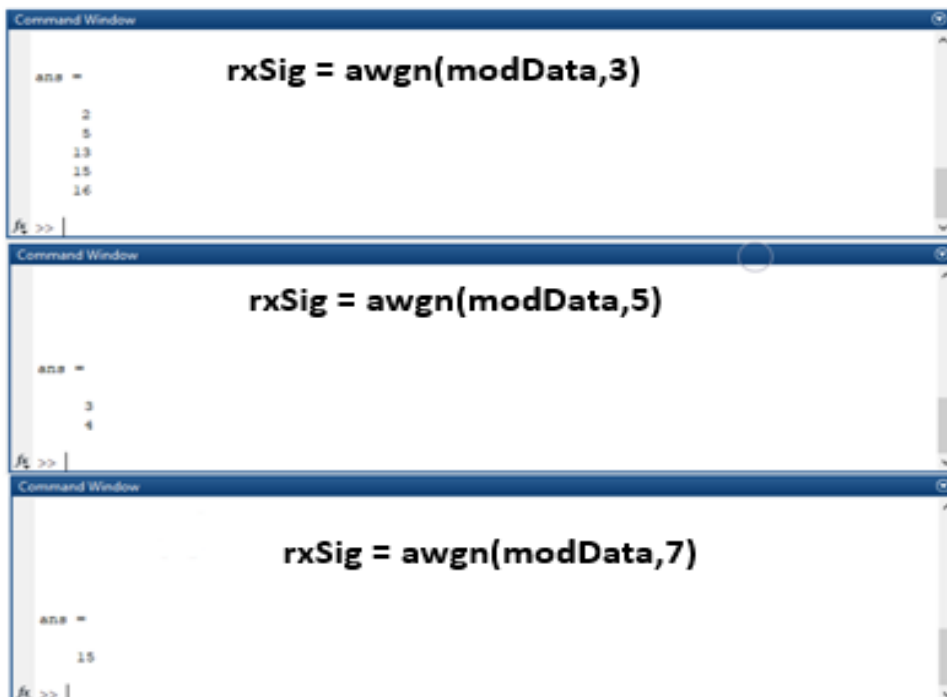 Command Window
rxSig = awgn(modData,3)
ans =
2
5
13
15
16
fx >>
Command Window
rxSig = awgn(modData,5)
ans =
3
4
fx >>
Command Window
rxSig = awgn(modData,7)
ans =
15
fx >>